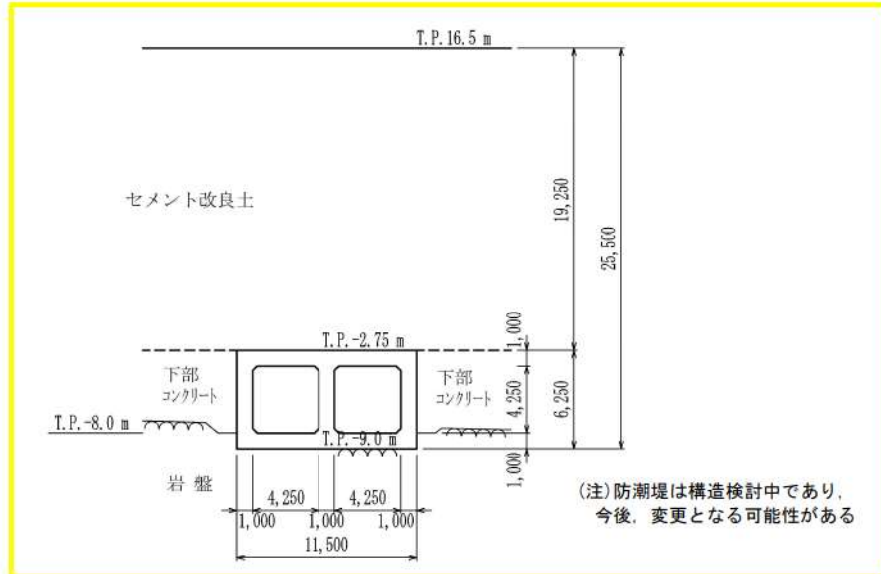 T.P.16.5 m
セメント改良土
19,250
25,500
T.P.-2.75 m
1,000
下部
コンクリート
下部
コンクリート
4,250
6,250
T.P.-8.0 m
T.P.-9.0 m
1,000
岩 盤
4,250
4,250
1,000
1,000
1,000
11,500
(注)防潮堤は構造検討中であり，
今後，変更となる可能性がある